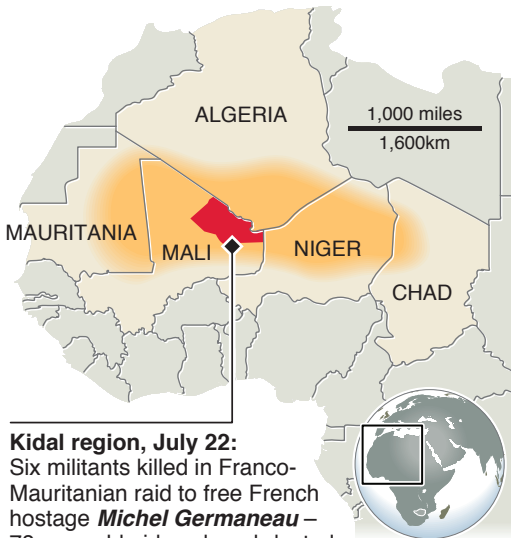 ALGERIA
1,000 miles
1,600km
MAURITANIA
MALI
NIGER
CHAD
Kidal region, July 22:
Six militants killed in Franco-
Mauritanian raid to free French
hostage Michel Germaneau –